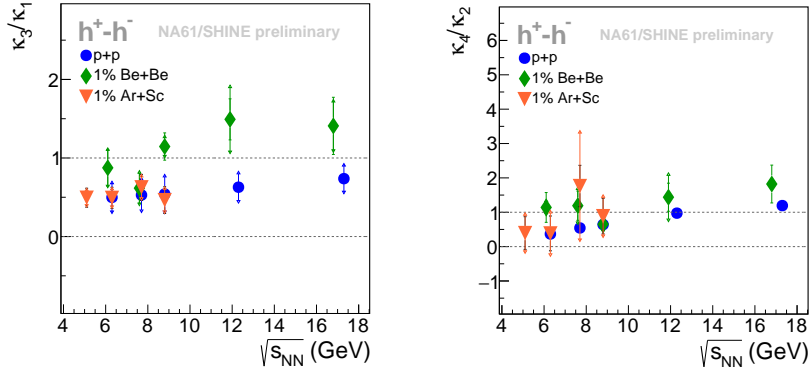 κ₃/κ₁
h⁺-h⁻ NA61/SHINE preliminary
p+p
1% Be+Be
1% Ar+Sc
2
1
0
4 6 8 10 12 14 16 18
√s_NN (GeV)
κ₄/κ₂
h⁺-h⁻ NA61/SHINE preliminary
p+p
1% Be+Be
1% Ar+Sc
6
5
4
3
2
1
0
−1
4 6 8 10 12 14 16 18
√s_NN (GeV)